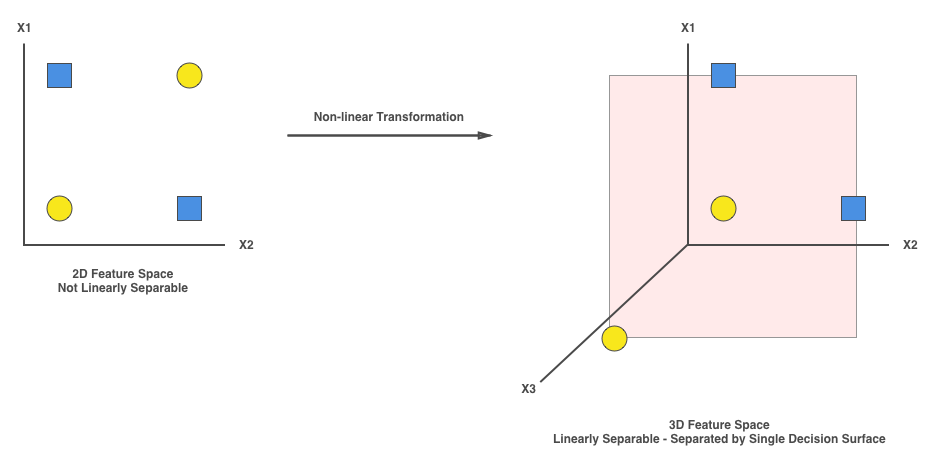 X1
X2
2D Feature Space
Not Linearly Separable
Non-linear Transformation
X1
X2
X3
3D Feature Space
Linearly Separable - Separated by Single Decision Surface